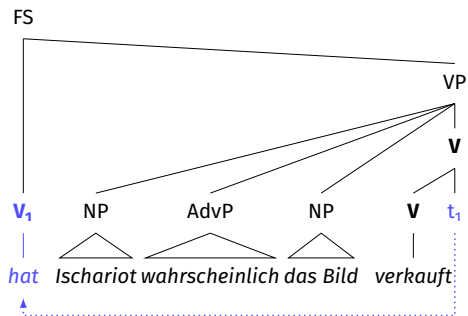 FS
VP
V
V₁ NP AdvP NP V t₁
hat Ischariot wahrscheinlich das Bild verkauft